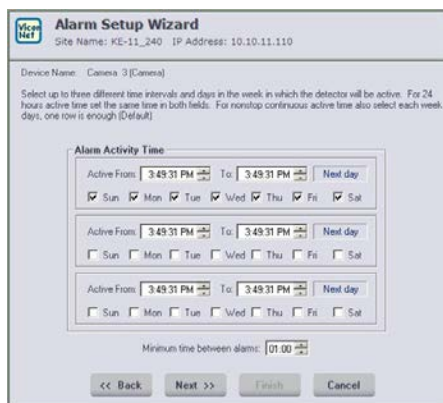 Vicon
Net
Alarm Setup Wizard
Site Name: KE-11_240 IP Address: 10.10.11.110
Device Name: Camera 3 (Camera)
Select up to three different time intervals and days in the week in which the detector will be active. For 24
hours active time set the same time in both fields. For nonstop continuous active time also select each week
days, one row is enough (Default)
Alarm Activity Time
Active From: 3:49:31 PM To: 3:49:31 PM Next day
Sun Mon Tue Wed Thu Fri Sat
Active From: 3:49:31 PM To: 3:49:31 PM Next day
Sun Mon Tue Wed Thu Fri Sat
Active From: 3:49:31 PM To: 3:49:31 PM Next day
Sun Mon Tue Wed Thu Fri Sat
Minimum time between alarms: 01:00
<< Back Next >> Finish Cancel